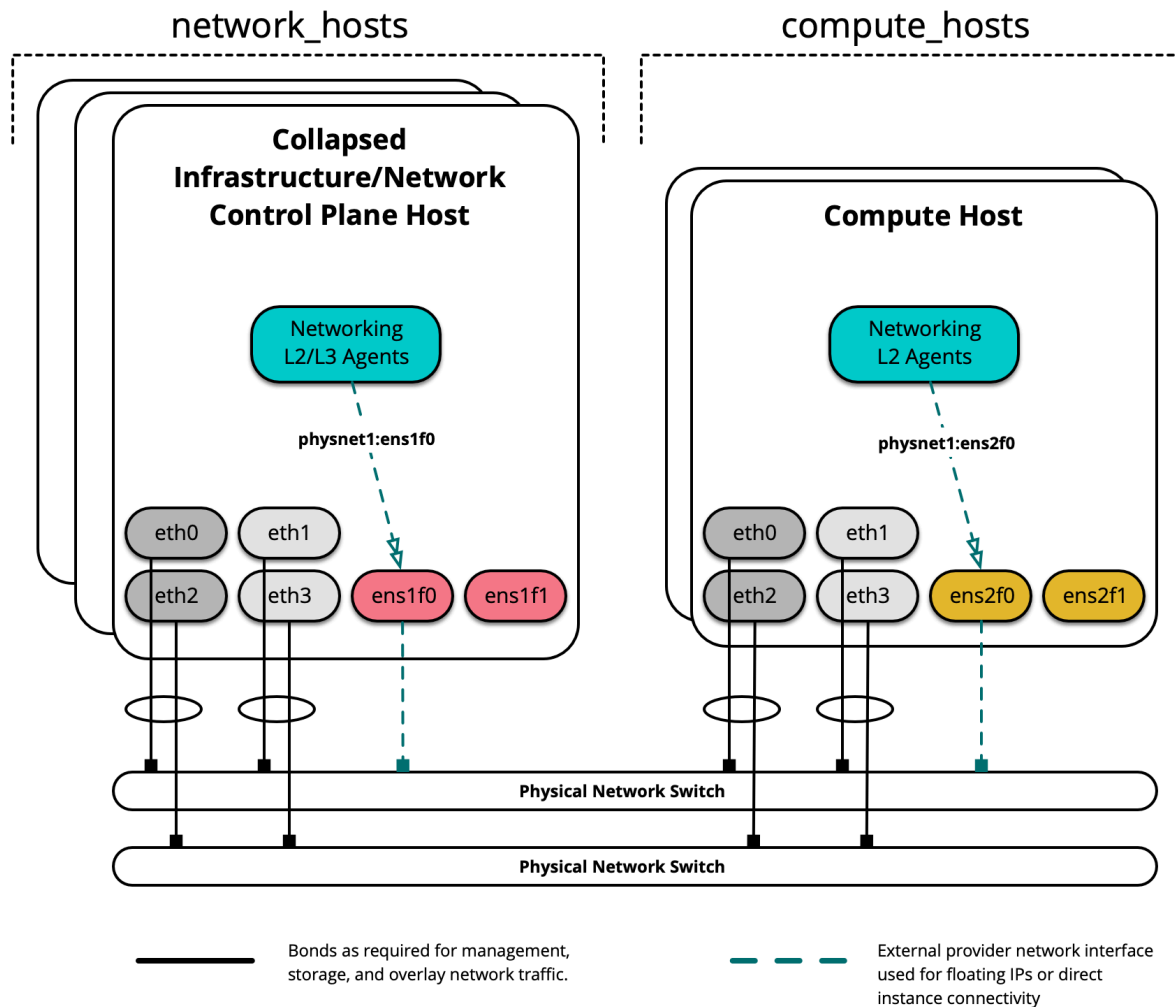 network_hosts
compute_hosts
Collapsed
Infrastructure/Network
Control Plane Host
Compute Host
Networking
L2/L3 Agents
Networking
L2 Agents
physnet1:ens1f0
physnet1:ens2f0
eth0
eth1
eth0
eth1
eth2
eth3
ens1f0
ens1f1
eth2
eth3
ens2f0
ens2f1
Physical Network Switch
Physical Network Switch
Bonds as required for management,
storage, and overlay network traffic.
External provider network interface
used for floating IPs or direct
instance connectivity